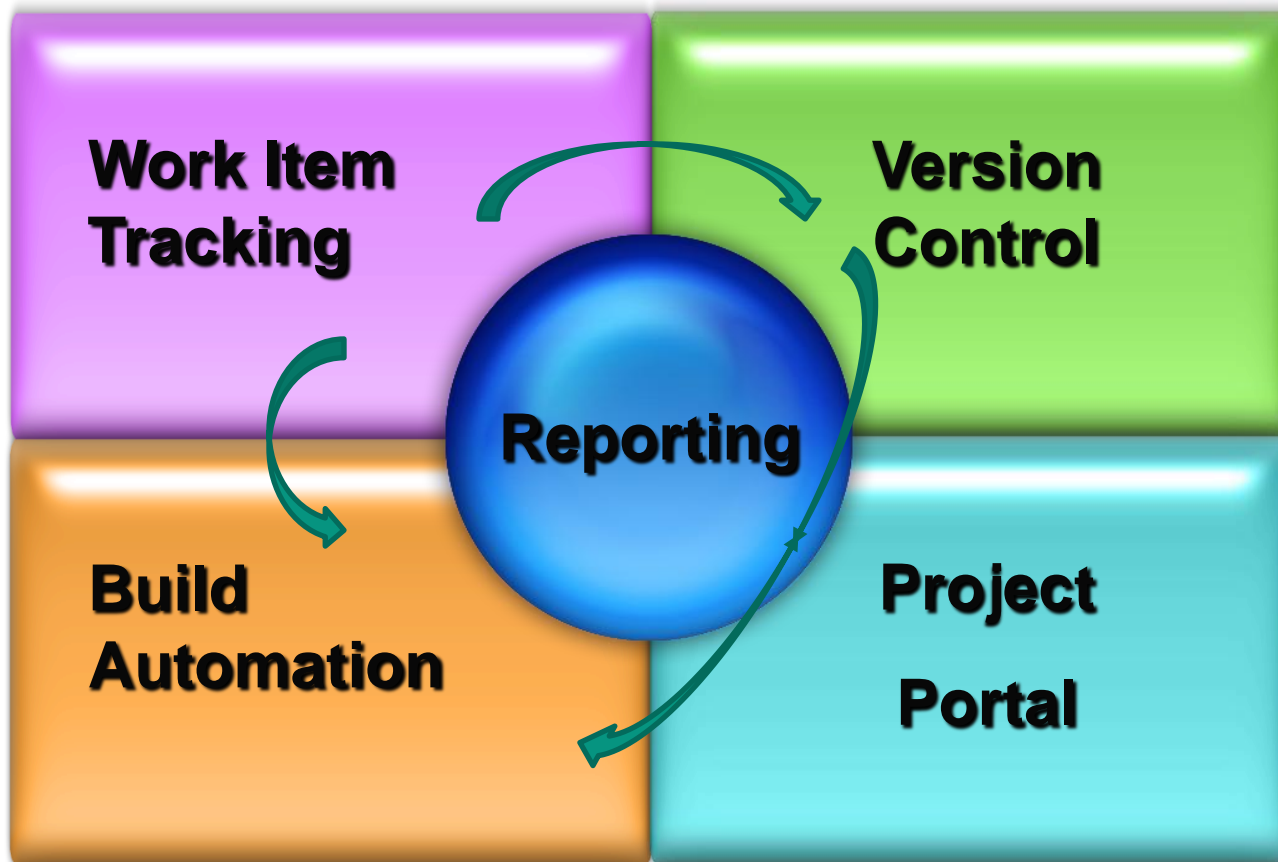 Work Item
Tracking
Version
Control
Reporting
Build
Automation
Project
Portal